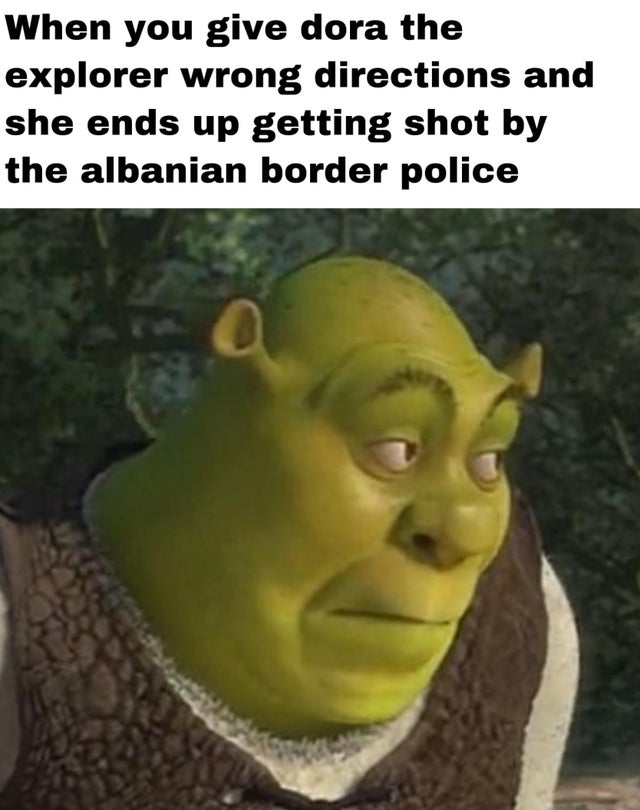 When you give dora the
explorer wrong directions and
she ends up getting shot by
the albanian border police